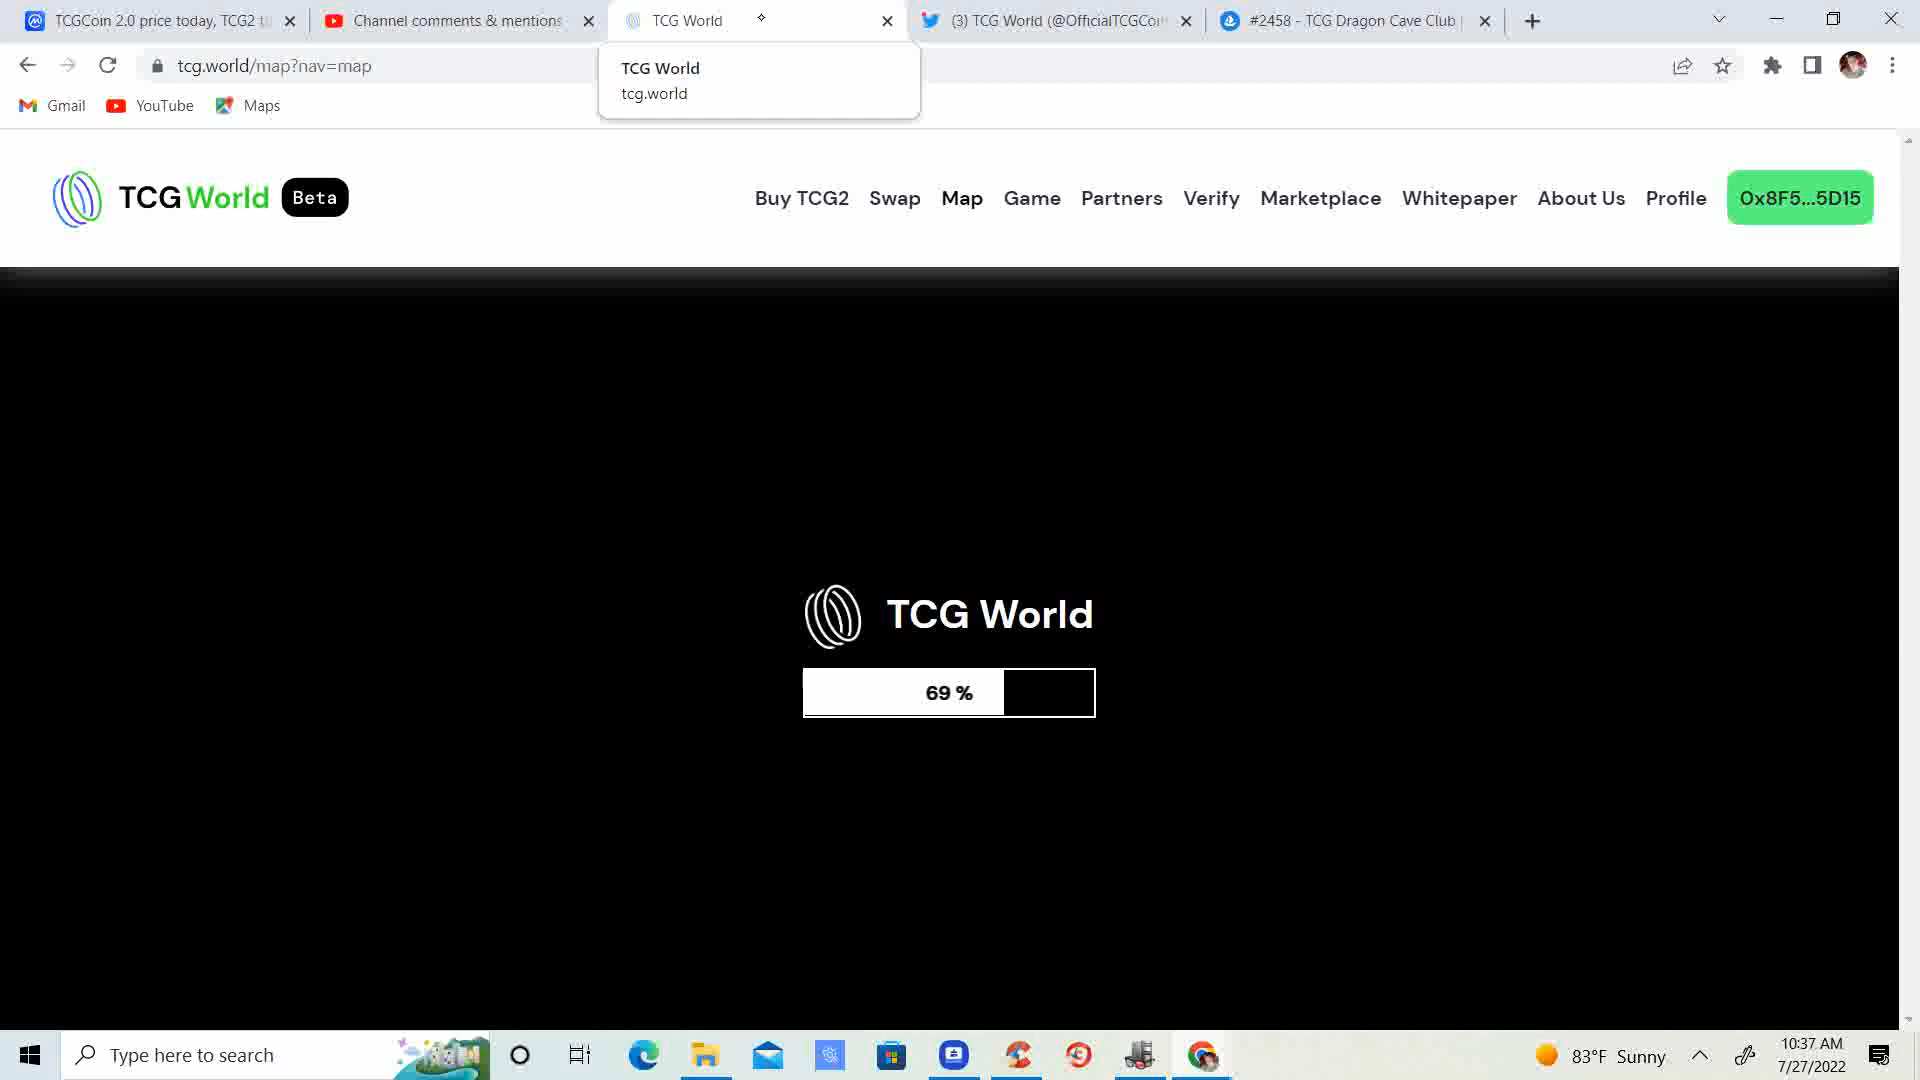 TCGCoin 2.0 price today, TCG2 t
Channel comments & mentions
TCG World
(3) TCG World (@OfficialTCGCoi
#2458 - TCG Dragon Cave Club |
tcg.world/map?nav=map
TCG World
tcg.world
Gmail
YouTube
Maps
TCG World Beta
Buy TCG2
Swap
Map
Game
Partners
Verify
Marketplace
Whitepaper
About Us
Profile
0x8F5...5D15
TCG World
69 %
Type here to search
83°F Sunny
10:37 AM
7/27/2022